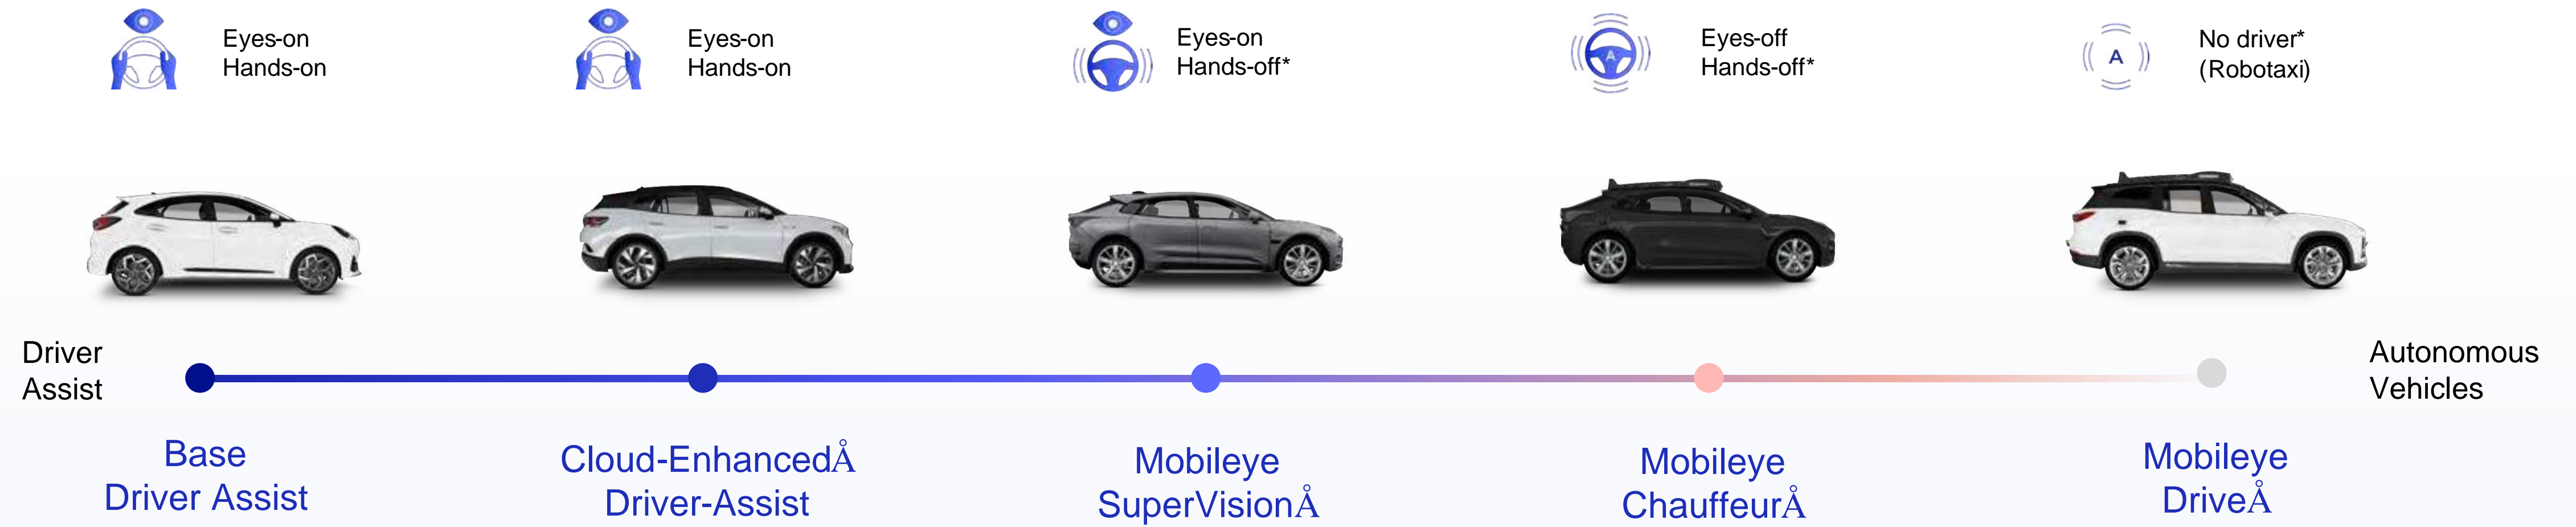 Eyes-on
Hands-on
Eyes-on
Hands-on
Eyes-on
Hands-off*
Eyes-off
Hands-off*
No driver*
(Robotaxi)
A
A
Driver
Assist
Autonomous
Vehicles
Base
Driver Assist
Cloud-EnhancedÅ
Driver-Assist
Mobileye
SuperVisionÅ
Mobileye
ChauffeurÅ
Mobileye
DriveÅ